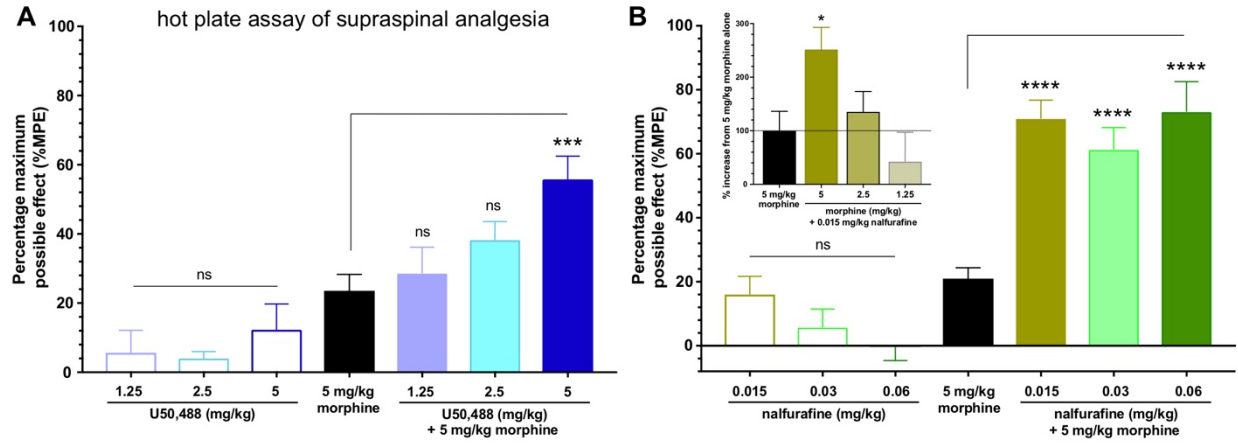 A
hot plate assay of supraspinal analgesia
Percentage maximum
possible effect (%MPE)
100
80
60
40
20
0
ns
ns
ns
***
1.25
2.5
5
5 mg/kg
morphine
1.25
2.5
5
U50,488 (mg/kg)
U50,488 (mg/kg)
+ 5 mg/kg morphine
B
Percentage maximum
possible effect (%MPE)
100
80
60
40
20
0
% increase from 5 mg/kg morphine alone
300
200
100
0
*
5 mg/kg
morphine
5
2.5
1.25
morphine (mg/kg)
+ 0.015 mg/kg nalfurafine
ns
****
****
****
0.015
0.03
0.06
5 mg/kg
morphine
0.015
0.03
0.06
nalfurafine (mg/kg)
nalfurafine (mg/kg)
+ 5 mg/kg morphine